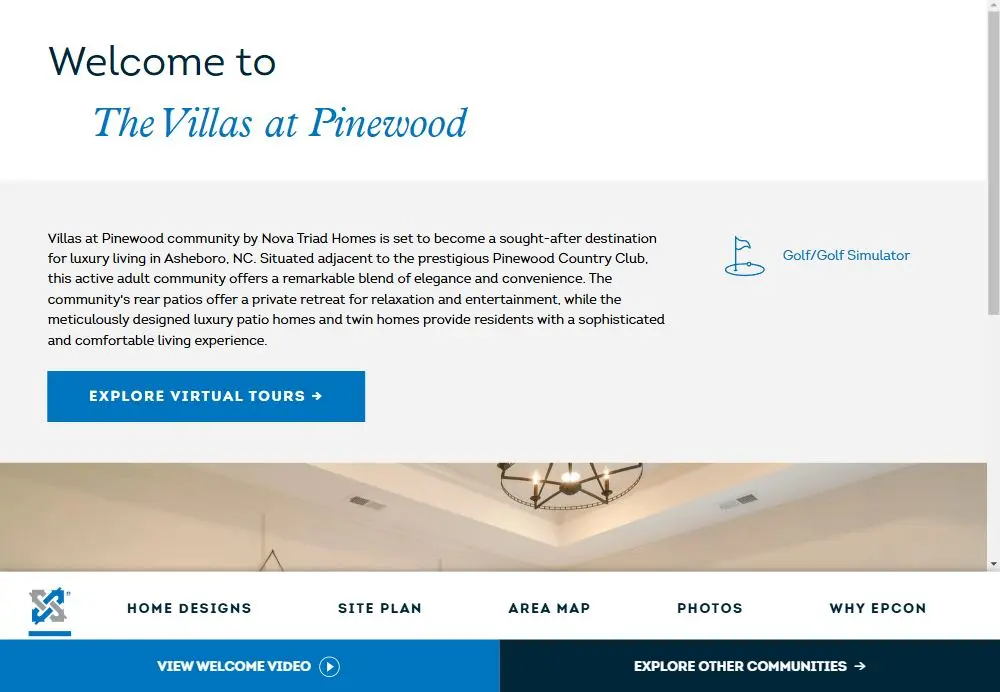 Welcome to
The Villas at Pinewood
Villas at Pinewood community by Nova Triad Homes is set to become a sought-after destination
for luxury living in Asheboro, NC. Situated adjacent to the prestigious Pinewood Country Club,
this active adult community offers a remarkable blend of elegance and convenience. The
community's rear patios offer a private retreat for relaxation and entertainment, while the
meticulously designed luxury patio homes and twin homes provide residents with a sophisticated
and comfortable living experience.
Golf/Golf Simulator
EXPLORE VIRTUAL TOURS →
HOME DESIGNS
SITE PLAN
AREA MAP
PHOTOS
WHY EPCON
VIEW WELCOME VIDEO
EXPLORE OTHER COMMUNITIES →